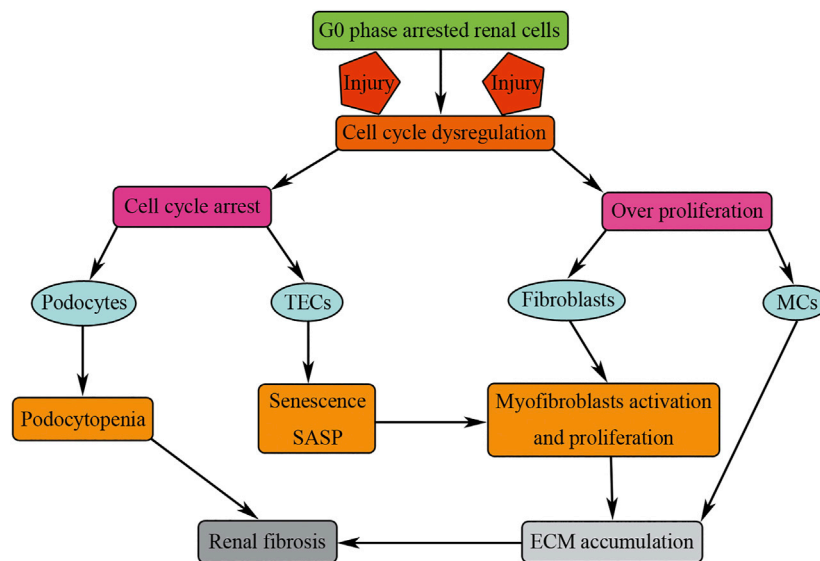 G0 phase arrested renal cells
Injury
Injury
Cell cycle dysregulation
Cell cycle arrest
Over proliferation
Podocytes
TECs
Fibroblasts
MCs
Podocytopenia
Senescence
SASP
Myofibroblasts activation
and proliferation
Renal fibrosis
ECM accumulation